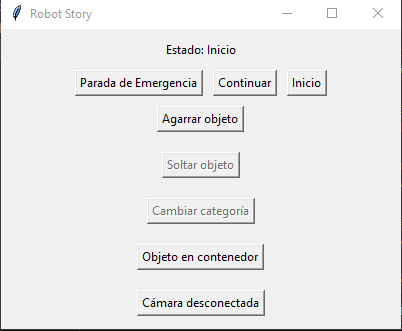 Robot Story
Estado: Inicio
Parada de Emergencia Continuar Inicio
Agarrar objeto
Soltar objeto
Cambiar categoría
Objeto en contenedor
Cámara desconectada